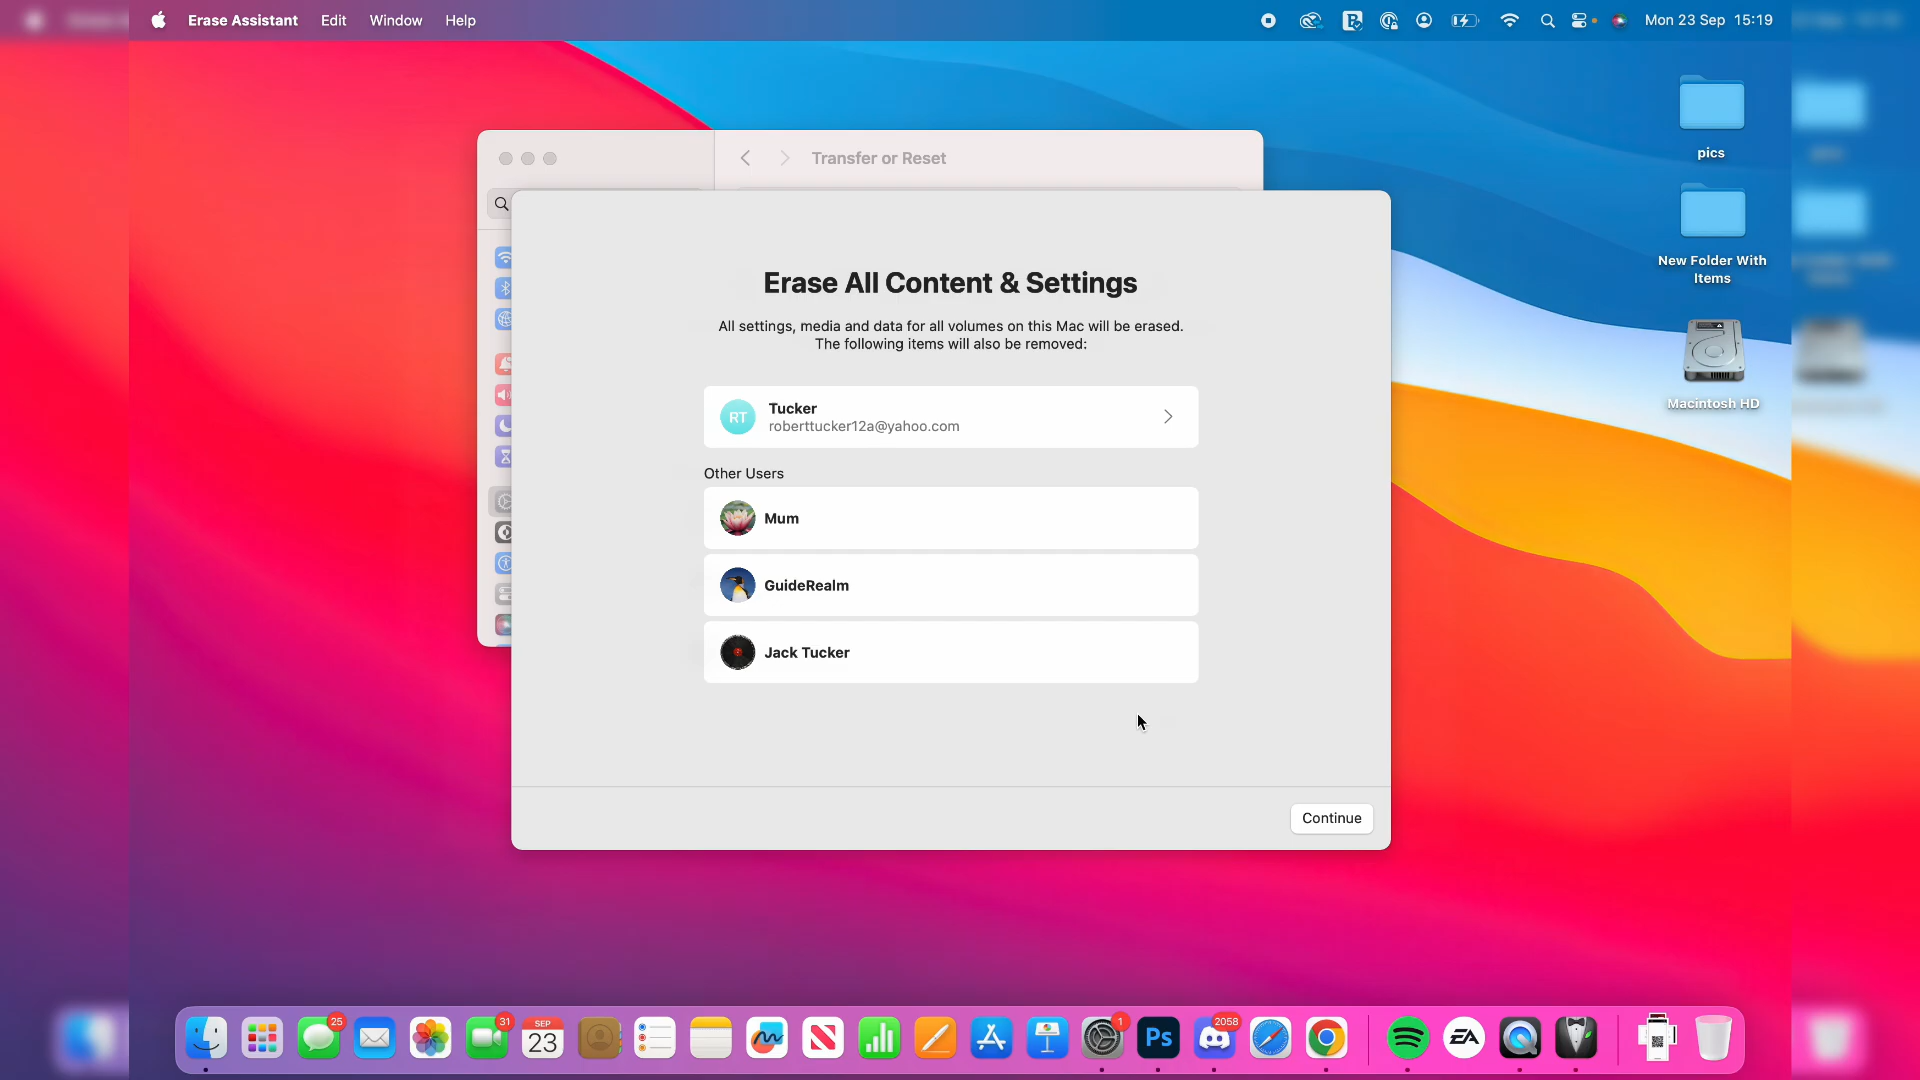 Erase Assistant Edit Window Help
Mon 23 Sep 15:19
Transfer or Reset
Erase All Content & Settings
All settings, media and data for all volumes on this Mac will be erased.
The following items will also be removed:
RT
Tucker
roberttucker12a@yahoo.com
Other Users
Mum
GuideRealm
Jack Tucker
Continue
pics
New Folder With
Items
Macintosh HD
25
31
SEP
23
1
Ps
2058
EA